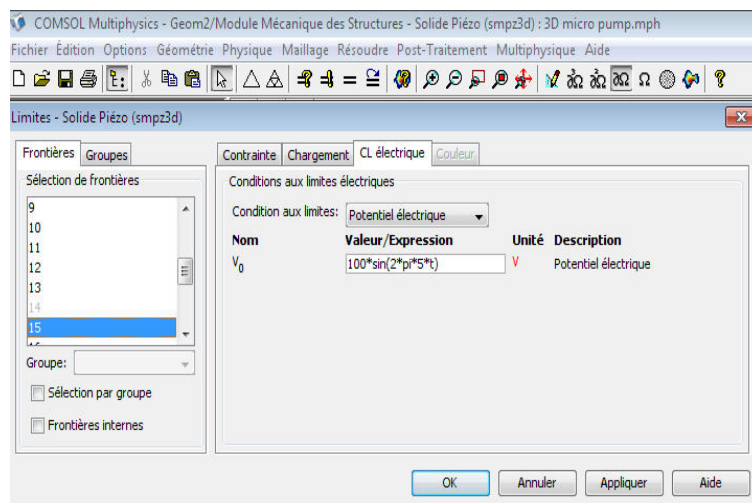 COMSOL Multiphysics - Geom2/Module Mécanique des Structures - Solide Piézo (smpz3d) : 3D micro pump.mph
Fichier Édition Options Géométrie Physique Maillage Résoudre Post-Traitement Multiphysique Aide
Limites - Solide Piézo (smpz3d)
Frontières Groupes
Contrainte Chargement CL électrique Couleur
Sélection de frontières
Conditions aux limites électriques
9
10
11
12
13
14
15
Condition aux limites: Potentiel électrique
Nom Valeur/Expression Unité Description
V0 100*sin(2*pi*5*t) V Potentiel électrique
Groupe:
Sélection par groupe
Frontières internes
OK Annuler Appliquer Aide